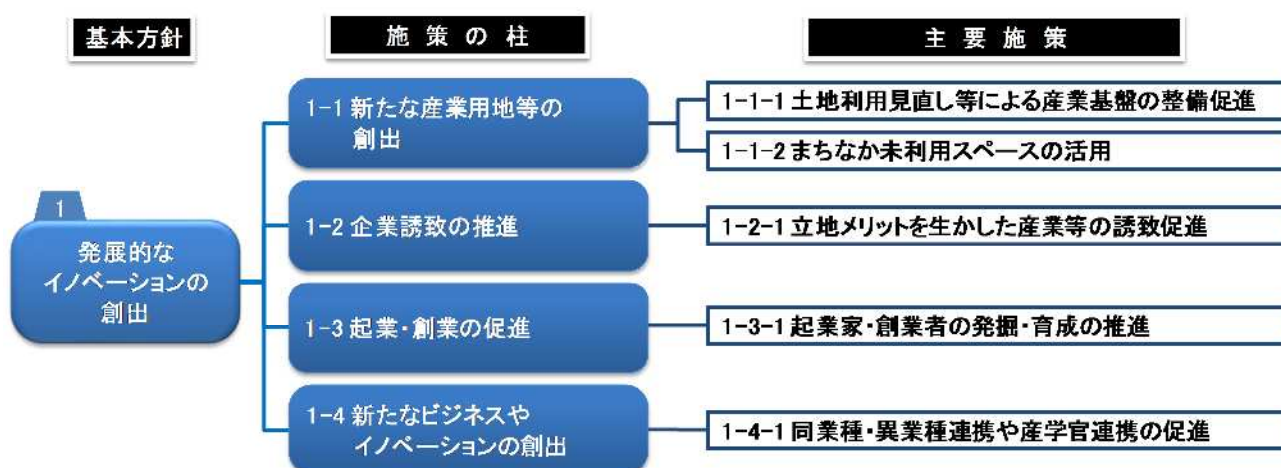 基本方針
施策の柱
主要施策
1
発展的な
イノベーションの
創出
1-1 新たな産業用地等の
創出
1-1-1 土地利用見直し等による産業基盤の整備促進
1-1-2 まちなか未利用スペースの活用
1-2 企業誘致の推進
1-2-1 立地メリットを生かした産業等の誘致促進
1-3 起業・創業の促進
1-3-1 起業家・創業者の発掘・育成の推進
1-4 新たなビジネスや
イノベーションの創出
1-4-1 同業種・異業種連携や産学官連携の促進